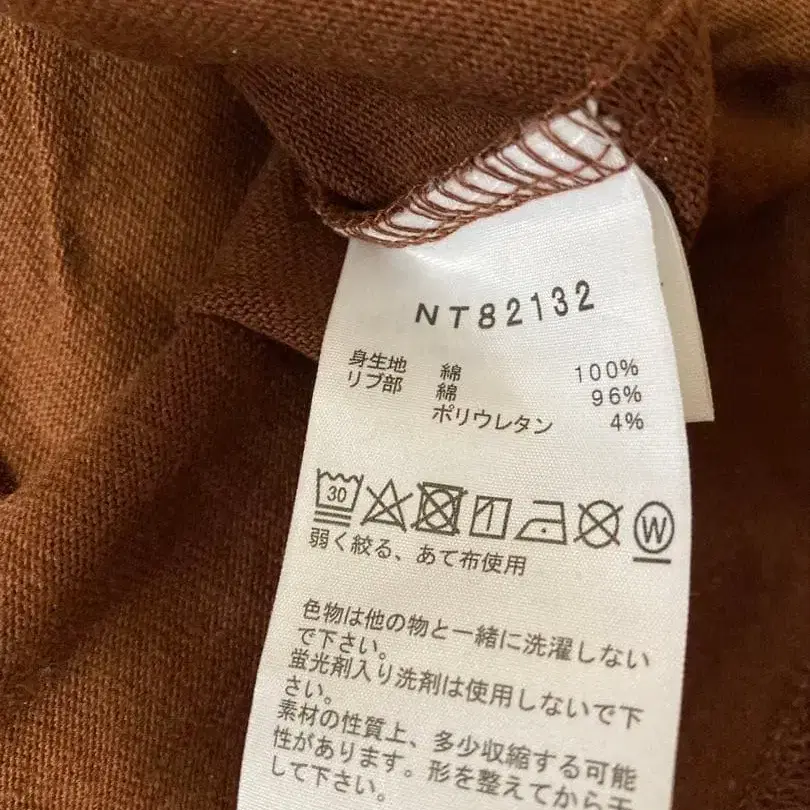 NT82132
身生地 綿 100%
リブ部 綿 96%
ポリウレタン 4%
30 W
弱く絞る、あて布使用
色物は他の物と一緒に洗濯しない
で下さい。
蛍光剤入り洗剤は使用しないで下
さい。
素材の性質上、多少収縮する可能
性があります。形を整えてから干
して下さい。